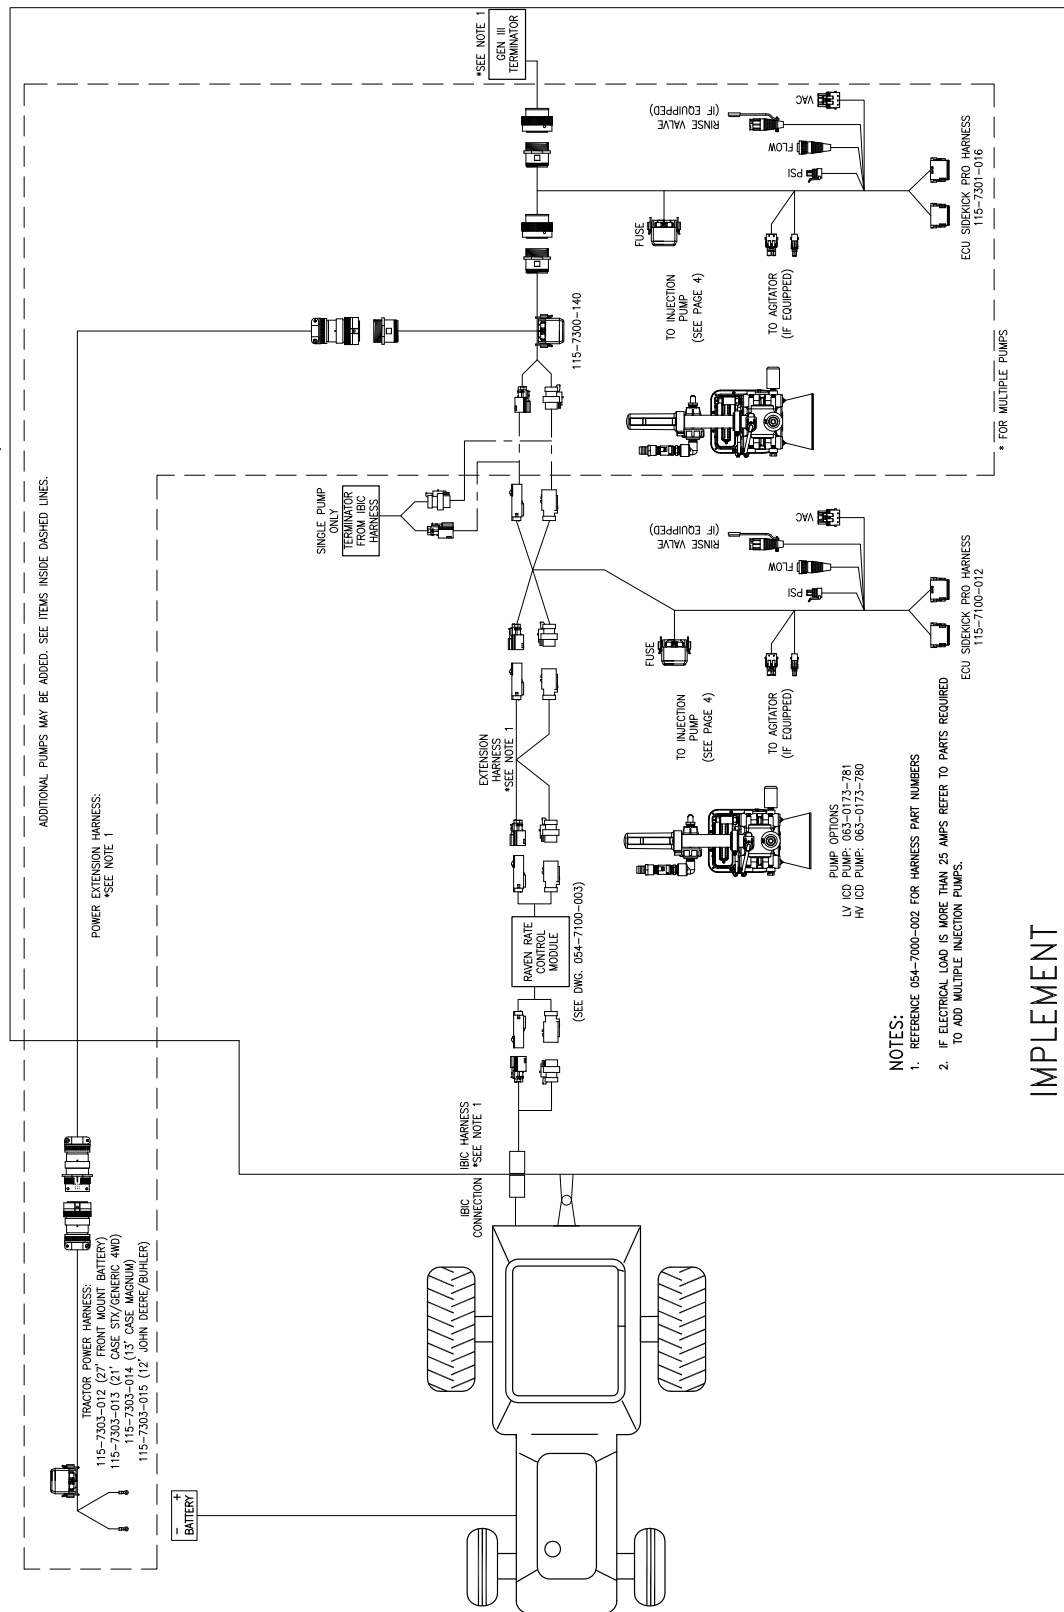 ADDITIONAL PUMPS MAY BE ADDED. SEE ITEMS INSIDE DASHED LINES.
TRACTOR POWER HARNESS:
115-7303-012 (27' FRONT MOUNT BATTERY)
115-7303-013 (21' CASE STX/GENERIC 4WD)
115-7303-014 (13' CASE MAGNUM)
115-7303-015 (12' JOHN DEERE/BUHLER)
- +
BATTERY
POWER EXTENSION HARNESS:
*SEE NOTE 1
IBIC
CONNECTION
IBIC HARNESS
*SEE NOTE 1
RAVEN RATE
CONTROL
MODULE
(SEE DWG. 054-7100-003)
EXTENSION
HARNESS
*SEE NOTE 1
SINGLE PUMP
ONLY
TERMINATOR
FROM IBIC
HARNESS
115-7300-140
*SEE NOTE 1
GEN III
TERMINATOR
FUSE
TO INJECTION
PUMP
(SEE PAGE 4)
TO AGITATOR
(IF EQUIPPED)
PSI
FLOW
RINSE VALVE
(IF EQUIPPED)
VAC
ECU SIDEKICK PRO HARNESS
115-7100-012
FUSE
TO INJECTION
PUMP
(SEE PAGE 4)
TO AGITATOR
(IF EQUIPPED)
PSI
FLOW
RINSE VALVE
(IF EQUIPPED)
VAC
ECU SIDEKICK PRO HARNESS
115-7301-016
* FOR MULTIPLE PUMPS
PUMP OPTIONS
LV ICD PUMP: 063-0173-781
HV ICD PUMP: 063-0173-780
NOTES:
1. REFERENCE 054-7000-002 FOR HARNESS PART NUMBERS
2. IF ELECTRICAL LOAD IS MORE THAN 25 AMPS REFER TO PARTS REQUIRED
TO ADD MULTIPLE INJECTION PUMPS.
IMPLEMENT